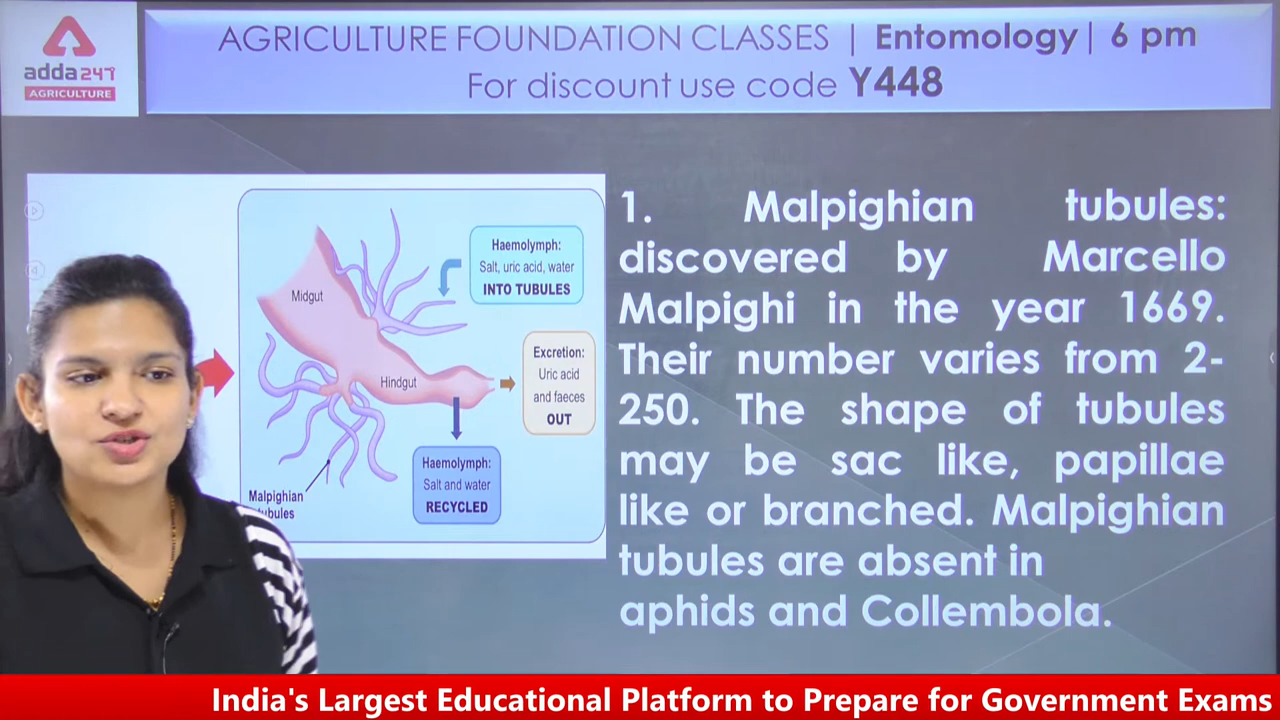 adda247
AGRICULTURE
AGRICULTURE FOUNDATION CLASSES | Entomology| 6 pm
For discount use code Y448
Haemolymph:
Salt, uric acid, water
INTO TUBULES
Midgut
Hindgut
Excretion:
Uric acid
and faeces
OUT
Haemolymph:
Salt and water
RECYCLED
Malpighian
tubules
1. Malpighian tubules:
discovered by Marcello
Malpighi in the year 1669.
Their number varies from 2-
250. The shape of tubules
may be sac like, papillae
like or branched. Malpighian
tubules are absent in
aphids and Collembola.
India's Largest Educational Platform to Prepare for Government Exams